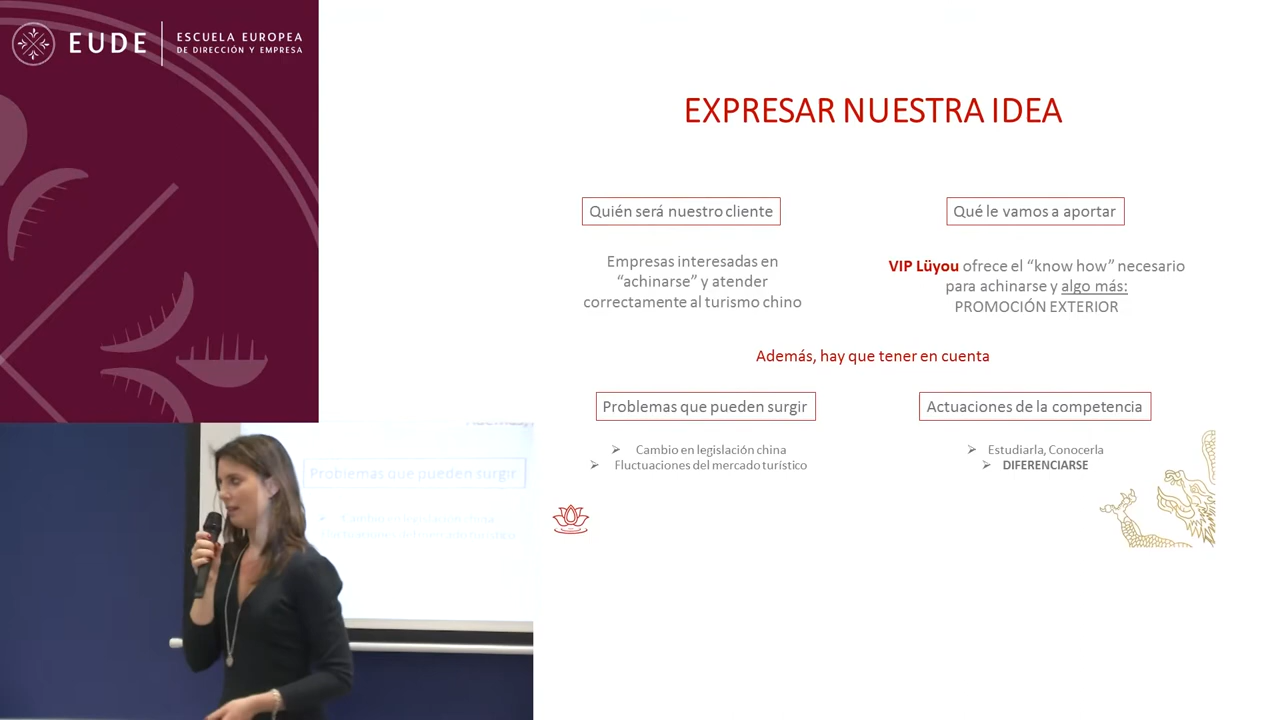 EUDE
ESCUELA EUROPEA
DE DIRECCIÓN Y EMPRESA
EXPRESAR NUESTRA IDEA
Quién será nuestro cliente
Qué le vamos a aportar
Empresas interesadas en
“achinarse” y atender
correctamente al turismo chino
VIP Lüyou ofrece el “know how” necesario
para achinarse y algo más:
PROMOCIÓN EXTERIOR
Además, hay que tener en cuenta
Problemas que pueden surgir
Actuaciones de la competencia
Cambio en legislación china
Fluctuaciones del mercado turístico
Estudiarla, Conocerla
DIFERENCIARSE
Problemas que pueden surgir